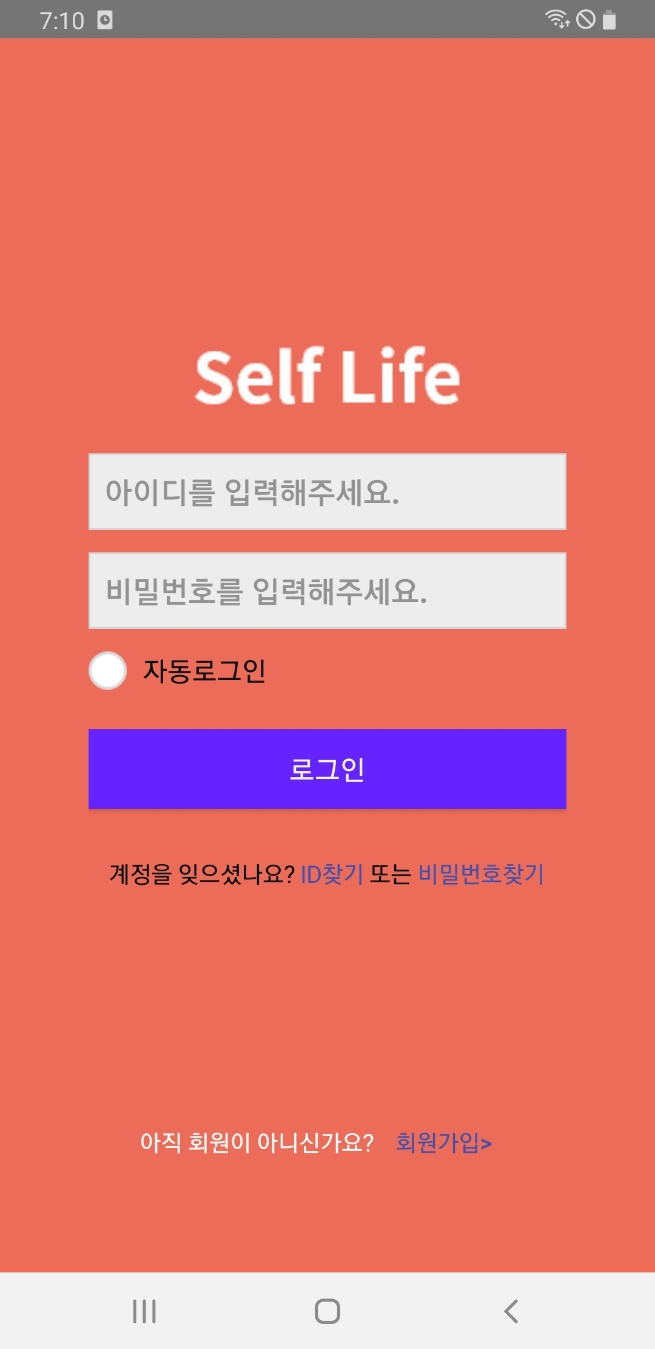 7:10
Self Life
아이디를 입력해주세요.
비밀번호를 입력해주세요.
자동로그인
로그인
계정을 잊으셨나요? ID찾기 또는 비밀번호찾기
아직 회원이 아니신가요? 회원가입>